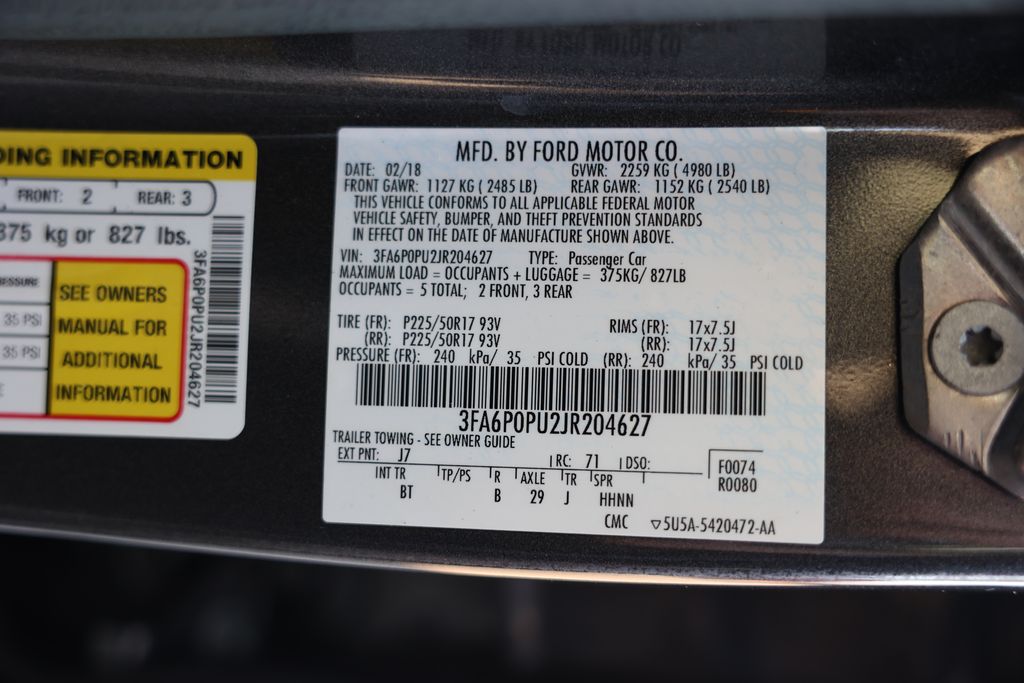 DING INFORMATION
FRONT: 2 REAR: 3
375 kg or 827 lbs.
35 PSI
35 PSI
SEE OWNERS
MANUAL FOR
ADDITIONAL
INFORMATION
3FA6P0PU2JR204627
MFD. BY FORD MOTOR CO.
DATE: 02/18 GVWR: 2259 KG ( 4980 LB)
FRONT GAWR: 1127 KG ( 2485 LB) REAR GAWR: 1152 KG ( 2540 LB)
THIS VEHICLE CONFORMS TO ALL APPLICABLE FEDERAL MOTOR
VEHICLE SAFETY, BUMPER, AND THEFT PREVENTION STANDARDS
IN EFFECT ON THE DATE OF MANUFACTURE SHOWN ABOVE.
VIN: 3FA6P0PU2JR204627 TYPE: Passenger Car
MAXIMUM LOAD = OCCUPANTS + LUGGAGE = 375KG/ 827LB
OCCUPANTS = 5 TOTAL; 2 FRONT, 3 REAR
TIRE (FR): P225/50R17 93V RIMS (FR): 17x7.5J
(RR): P225/50R17 93V (RR): 17x7.5J
PRESSURE (FR): 240 kPa/ 35 PSI COLD (RR): 240 kPa/ 35 PSI COLD
3FA6P0PU2JR204627
TRAILER TOWING - SEE OWNER GUIDE
EXT PNT: J7 RC: 71 DSO: F0074
INT TR TP/PS R AXLE TR SPR R0080
BT B 29 J HHNN
CMC ▽5U5A-5420472-AA